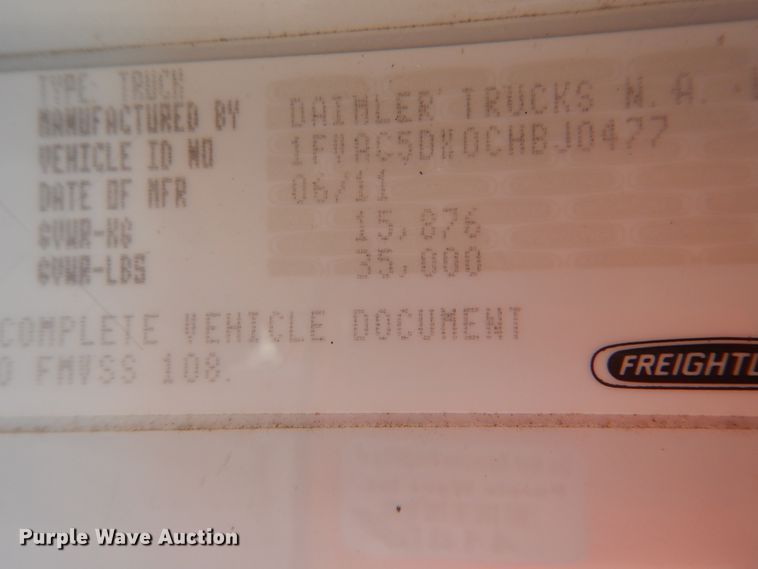 TYPE TRUCK
MANUFACTURED BY DAIMLER TRUCKS N.A.
VEHICLE ID NO 1FVAC5DX0CHBJ0477
DATE OF MFR 06/11
GVWR-KG 15,876
GVWR-LBS 35,000
COMPLETE VEHICLE DOCUMENT
O FMVSS 108.
FREIGHTL
Purple Wave Auction